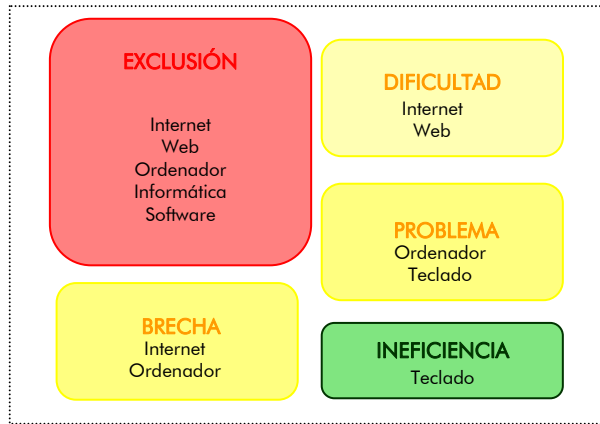 EXCLUSIÓN
Internet
Web
Ordenador
Informática
Software
DIFICULTAD
Internet
Web
PROBLEMA
Ordenador
Teclado
BRECHA
Internet
Ordenador
INEFICIENCIA
Teclado